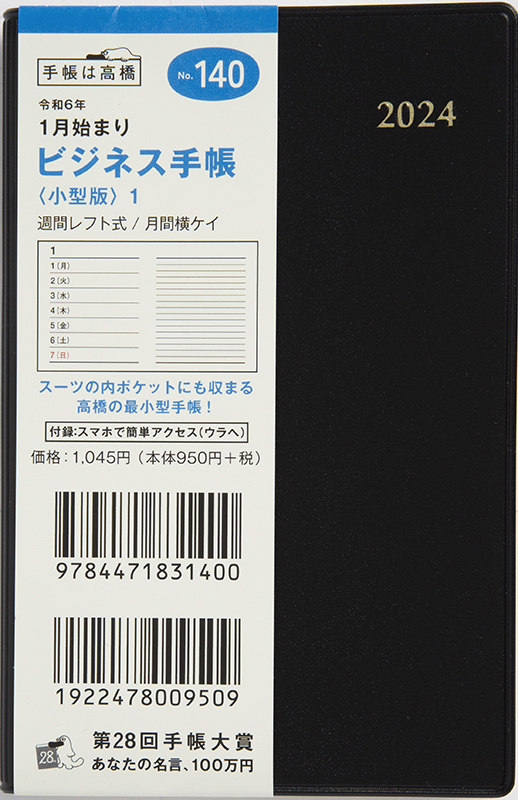 手帳は高橋
No.140
令和6年
1月始まり
ビジネス手帳
〈小型版〉1
週間レフト式/月間横ケイ
1
1(月)
2(火)
3(水)
4(木)
5(金)
6(土)
7(日)
スーツの内ポケットにも収まる
高橋の最小型手帳!
付録:スマホで簡単アクセス(ウラへ)
価格:1,045円(本体950円+税)
9784471831400
1922478009509
28
第28回手帳大賞
あなたの名言、100万円
2024